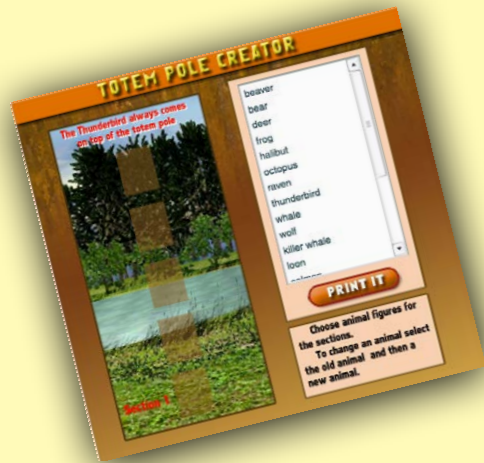 TOTEM POLE CREATOR
The Thunderbird always comes
on top of the totem pole
Section 1
beaver
bear
deer
frog
halibut
octopus
raven
thunderbird
whale
wolf
killer whale
loon
salmon
PRINT IT
Choose animal figures for
the sections.
To change an animal select
the old animal and then a
new animal.